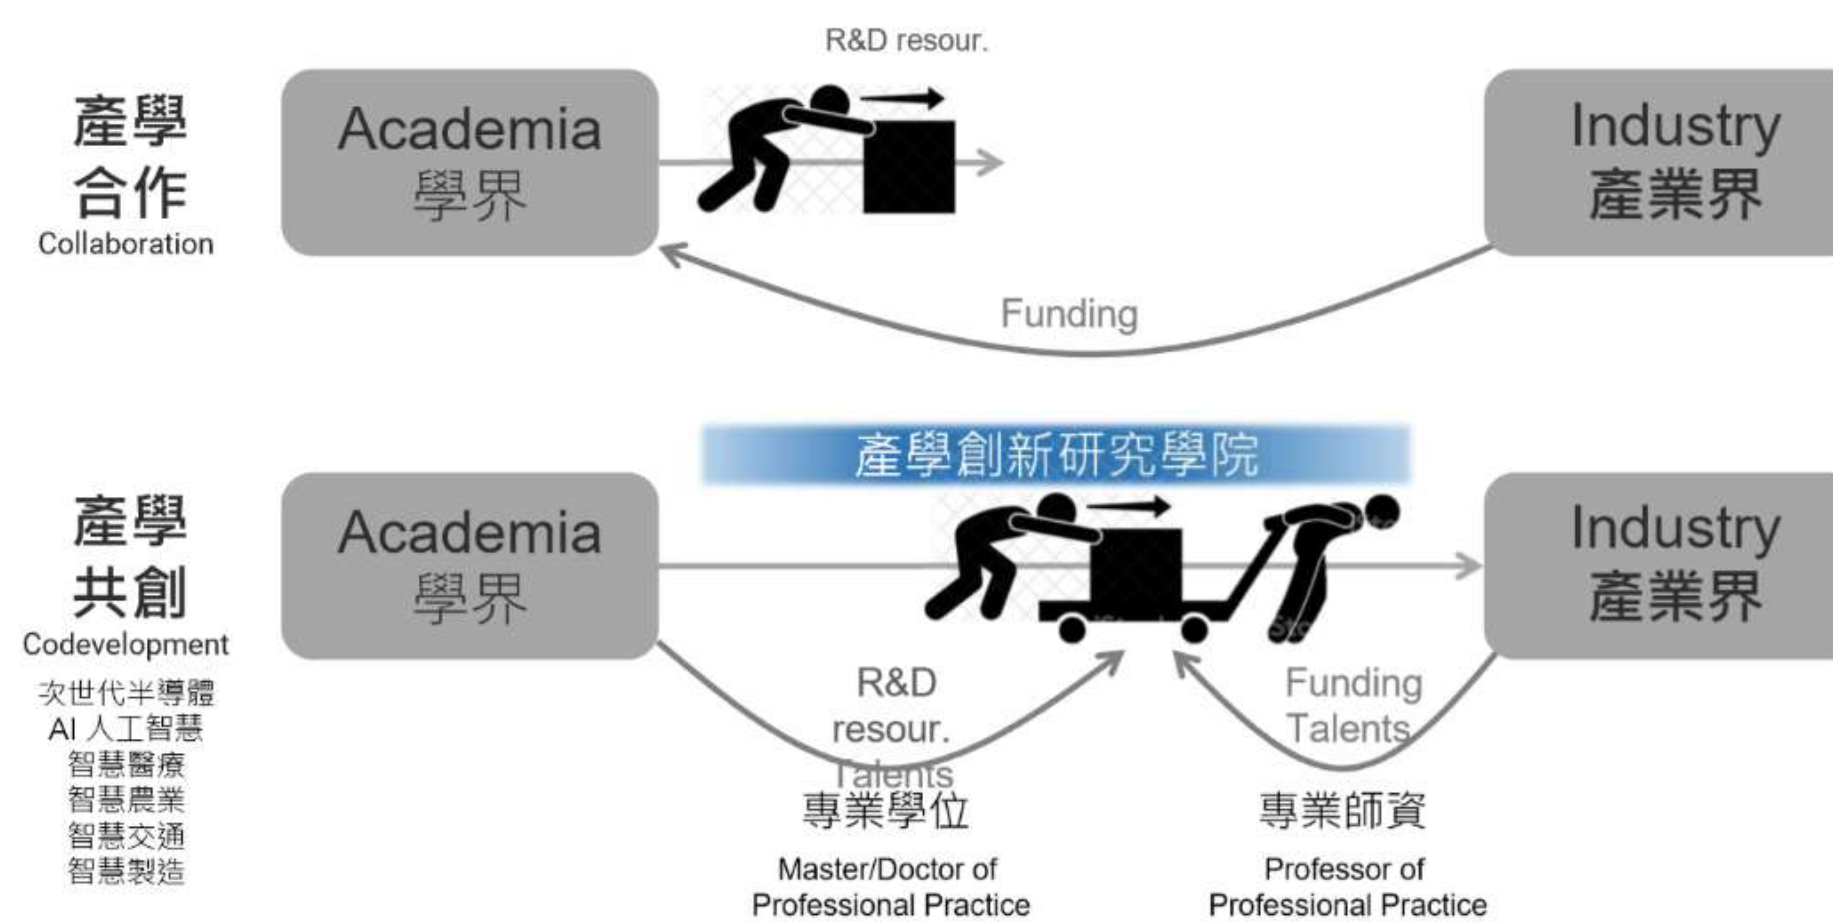 R&D resour.
產學
合作
Collaboration
Academia
學界
Industry
產業界
Funding
產學創新研究學院
產學
共創
Codevelopment
次世代半導體
AI 人工智慧
智慧醫療
智慧農業
智慧交通
智慧製造
Academia
學界
Industry
產業界
R&D
resour.
Talents
專業學位
Master/Doctor of
Professional Practice
Funding
Talents
專業師資
Professor of
Professional Practice